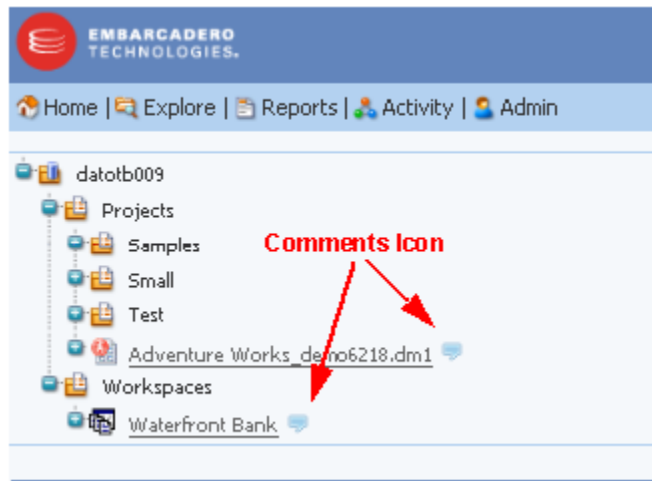 EMBARCADERO
TECHNOLOGIES.
Home | Explore | Reports | Activity | Admin
datotb009
Projects
Samples
Comments Icon
Small
Test
Adventure Works_demo6218.dm1
Workspaces
Waterfront Bank